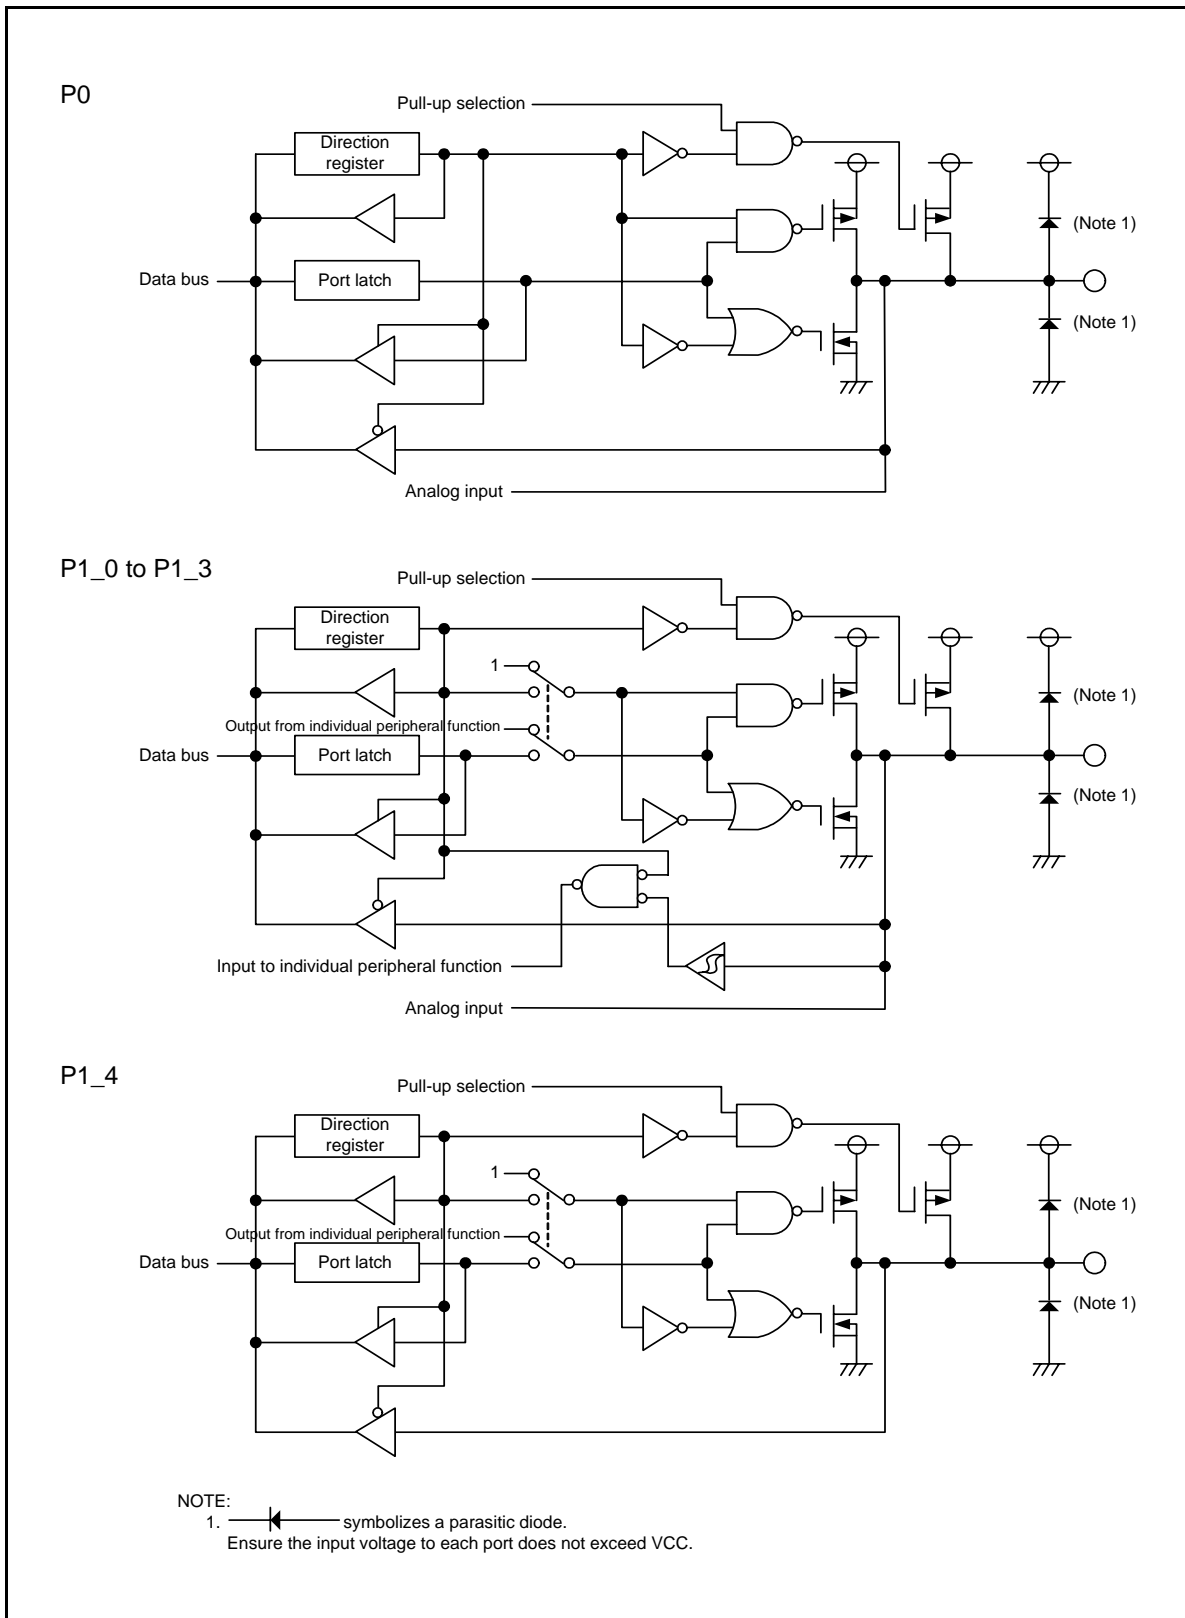 P0
Pull-up selection
Direction
register
(Note 1)
Data bus
Port latch
(Note 1)
Analog input
P1_0 to P1_3
Pull-up selection
Direction
register
1
(Note 1)
Output from individual peripheral function
Data bus
Port latch
(Note 1)
Input to individual peripheral function
Analog input
P1_4
Pull-up selection
Direction
register
1
(Note 1)
Output from individual peripheral function
Data bus
Port latch
(Note 1)
NOTE:
1. symbolizes a parasitic diode.
Ensure the input voltage to each port does not exceed VCC.